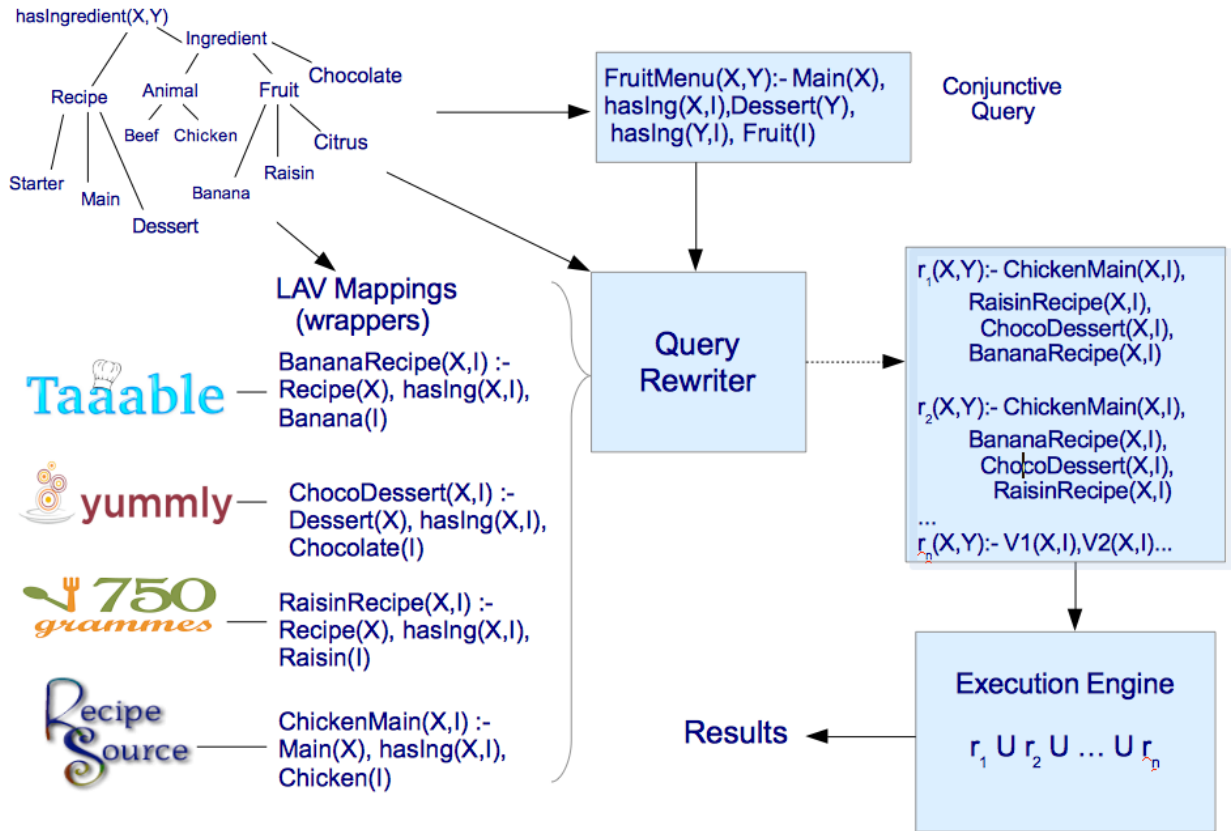 hasIngredient(X,Y)
Ingredient
Chocolate
Recipe
Animal
Fruit
Beef
Chicken
Citrus
Raisin
Starter
Main
Banana
Dessert
FruitMenu(X,Y):- Main(X),
hasIng(X,I),Dessert(Y),
hasIng(Y,I), Fruit(I)
Conjunctive
Query
LAV Mappings
(wrappers)
Taaable
BananaRecipe(X,I) :-
Recipe(X), hasIng(X,I),
Banana(I)
yummly
ChocoDessert(X,I) :-
Dessert(X), hasIng(X,I),
Chocolate(I)
750
grammes
RaisinRecipe(X,I) :-
Recipe(X), hasIng(X,I),
Raisin(I)
Recipe
Source
ChickenMain(X,I) :-
Main(X), hasIng(X,I),
Chicken(I)
Query
Rewriter
r1(X,Y):- ChickenMain(X,I),
RaisinRecipe(X,I),
ChocoDessert(X,I),
BananaRecipe(X,I)
r2(X,Y):- ChickenMain(X,I),
BananaRecipe(X,I),
ChocoDessert(X,I),
RaisinRecipe(X,I)
...
rn(X,Y):- V1(X,I),V2(X,I)...
Execution Engine
r1 U r2 U ... U rn
Results